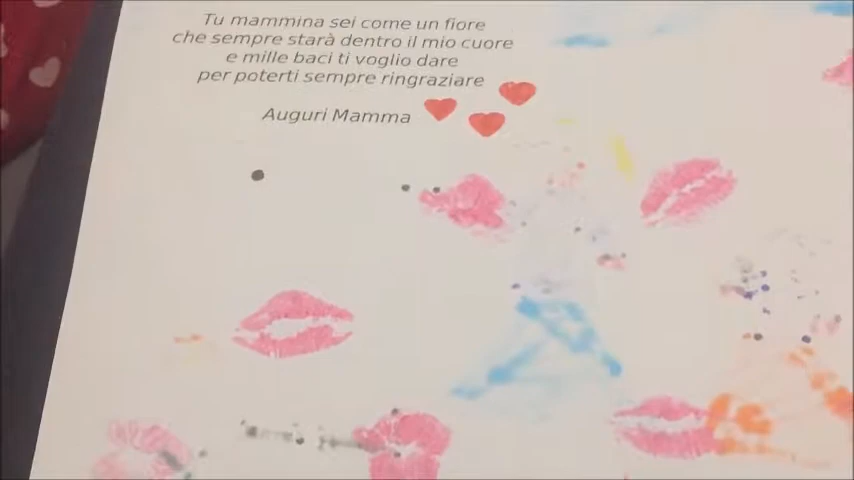 Tu mammina sei come un fiore
che sempre starà dentro il mio cuore
e mille baci ti voglio dare
per poterti sempre ringraziare
Auguri Mamma